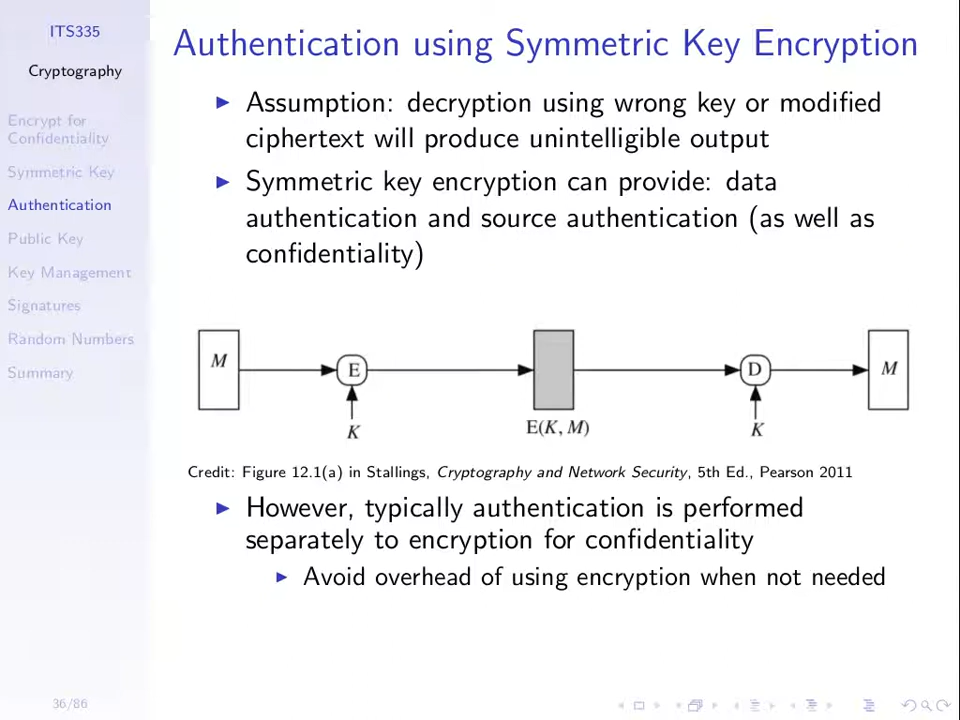 ITS335
Cryptography
Encrypt for
Confidentiality
Symmetric Key
Authentication
Public Key
Key Management
Signatures
Random Numbers
Summary
36/86
Authentication using Symmetric Key Encryption
Assumption: decryption using wrong key or modified
ciphertext will produce unintelligible output
Symmetric key encryption can provide: data
authentication and source authentication (as well as
confidentiality)
M
E
D
M
K
E(K, M)
K
Credit: Figure 12.1(a) in Stallings, Cryptography and Network Security, 5th Ed., Pearson 2011
However, typically authentication is performed
separately to encryption for confidentiality
Avoid overhead of using encryption when not needed